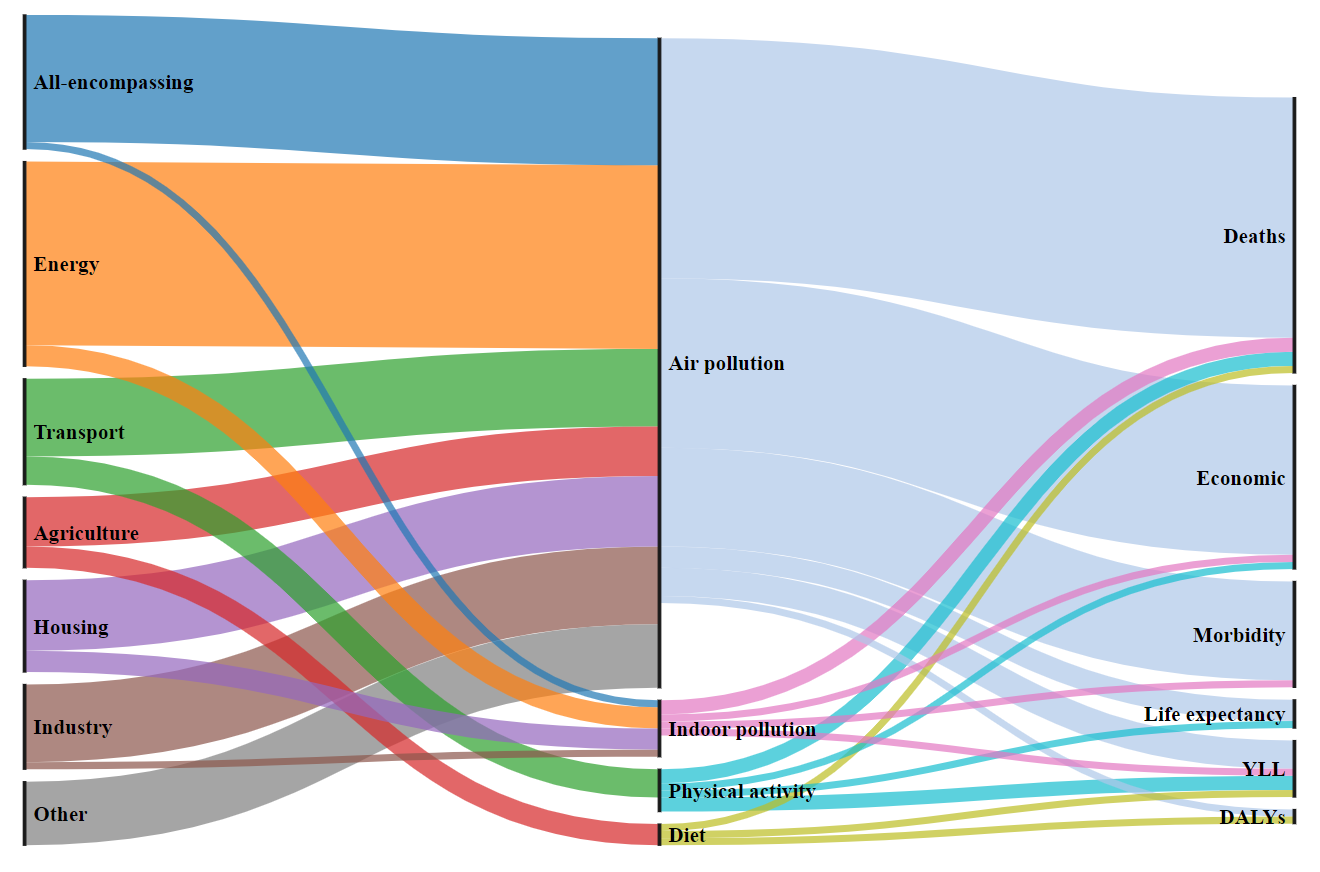 All-encompassing
Energy
Transport
Agriculture
Housing
Industry
Other
Air pollution
Indoor pollution
Physical activity
Diet
Deaths
Economic
Morbidity
Life expectancy
YLL
DALYs